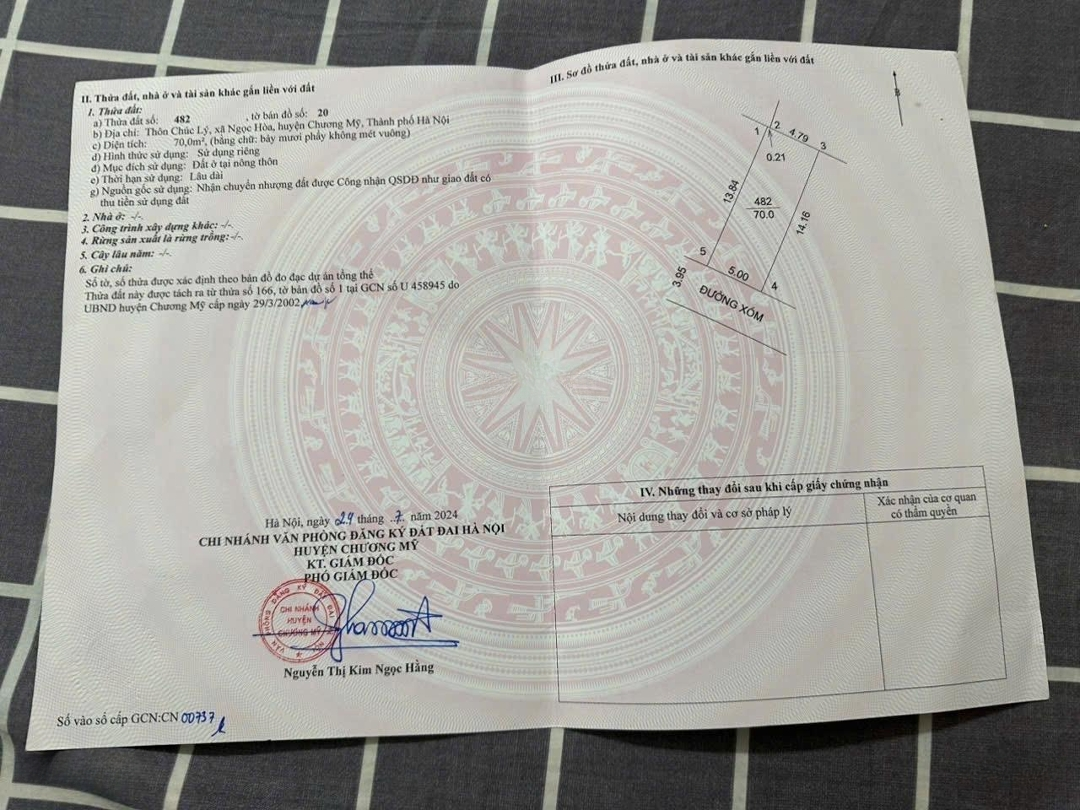 II. Thửa đất, nhà ở và tài sản khác gắn liền với đất
1. Thửa đất:
a) Thửa đất số: 482 , tờ bản đồ số: 20
b) Địa chỉ: Thôn Chúc Lý, xã Ngọc Hòa, huyện Chương Mỹ, Thành phố Hà Nội
c) Diện tích: 70,0m², (bằng chữ: bảy mươi phẩy không mét vuông)
d) Hình thức sử dụng: Sử dụng riêng
đ) Mục đích sử dụng: Đất ở tại nông thôn
e) Thời hạn sử dụng: Lâu dài
g) Nguồn gốc sử dụng: Nhận chuyển nhượng đất được Công nhận QSDĐ như giao đất có
thu tiền sử dụng đất
2. Nhà ở: -/-.
3. Công trình xây dựng khác: -/-.
4. Rừng sản xuất là rừng trồng:-/-.
5. Cây lâu năm: -/-.
6. Ghi chú:
Số tờ, số thửa được xác định theo bản đồ đo đạc dự án tổng thể
Thửa đất này được tách ra từ thửa số 166, tờ bản đồ số 1 tại GCN số U 458945 do
UBND huyện Chương Mỹ cấp ngày 29/3/2002
Hà Nội, ngày 24 tháng 7 năm 2024
CHI NHÁNH VĂN PHÒNG ĐĂNG KÝ ĐẤT ĐAI HÀ NỘI
HUYỆN CHƯƠNG MỸ
KT. GIÁM ĐỐC
PHÓ GIÁM ĐỐC
CHI NHÁNH
HUYỆN
CHƯƠNG MỸ
Nguyễn Thị Kim Ngọc Hằng
Số vào sổ cấp GCN:CN 00737
III. Sơ đồ thửa đất, nhà ở và tài sản khác gắn liền với đất
B
1
2
4.79
3
0.21
13.84
482
70.0
14.16
5
5.00
4
3.95
ĐƯỜNG XÓM
IV. Những thay đổi sau khi cấp giấy chứng nhận
Nội dung thay đổi và cơ sở pháp lý
Xác nhận của cơ quan
có thẩm quyền